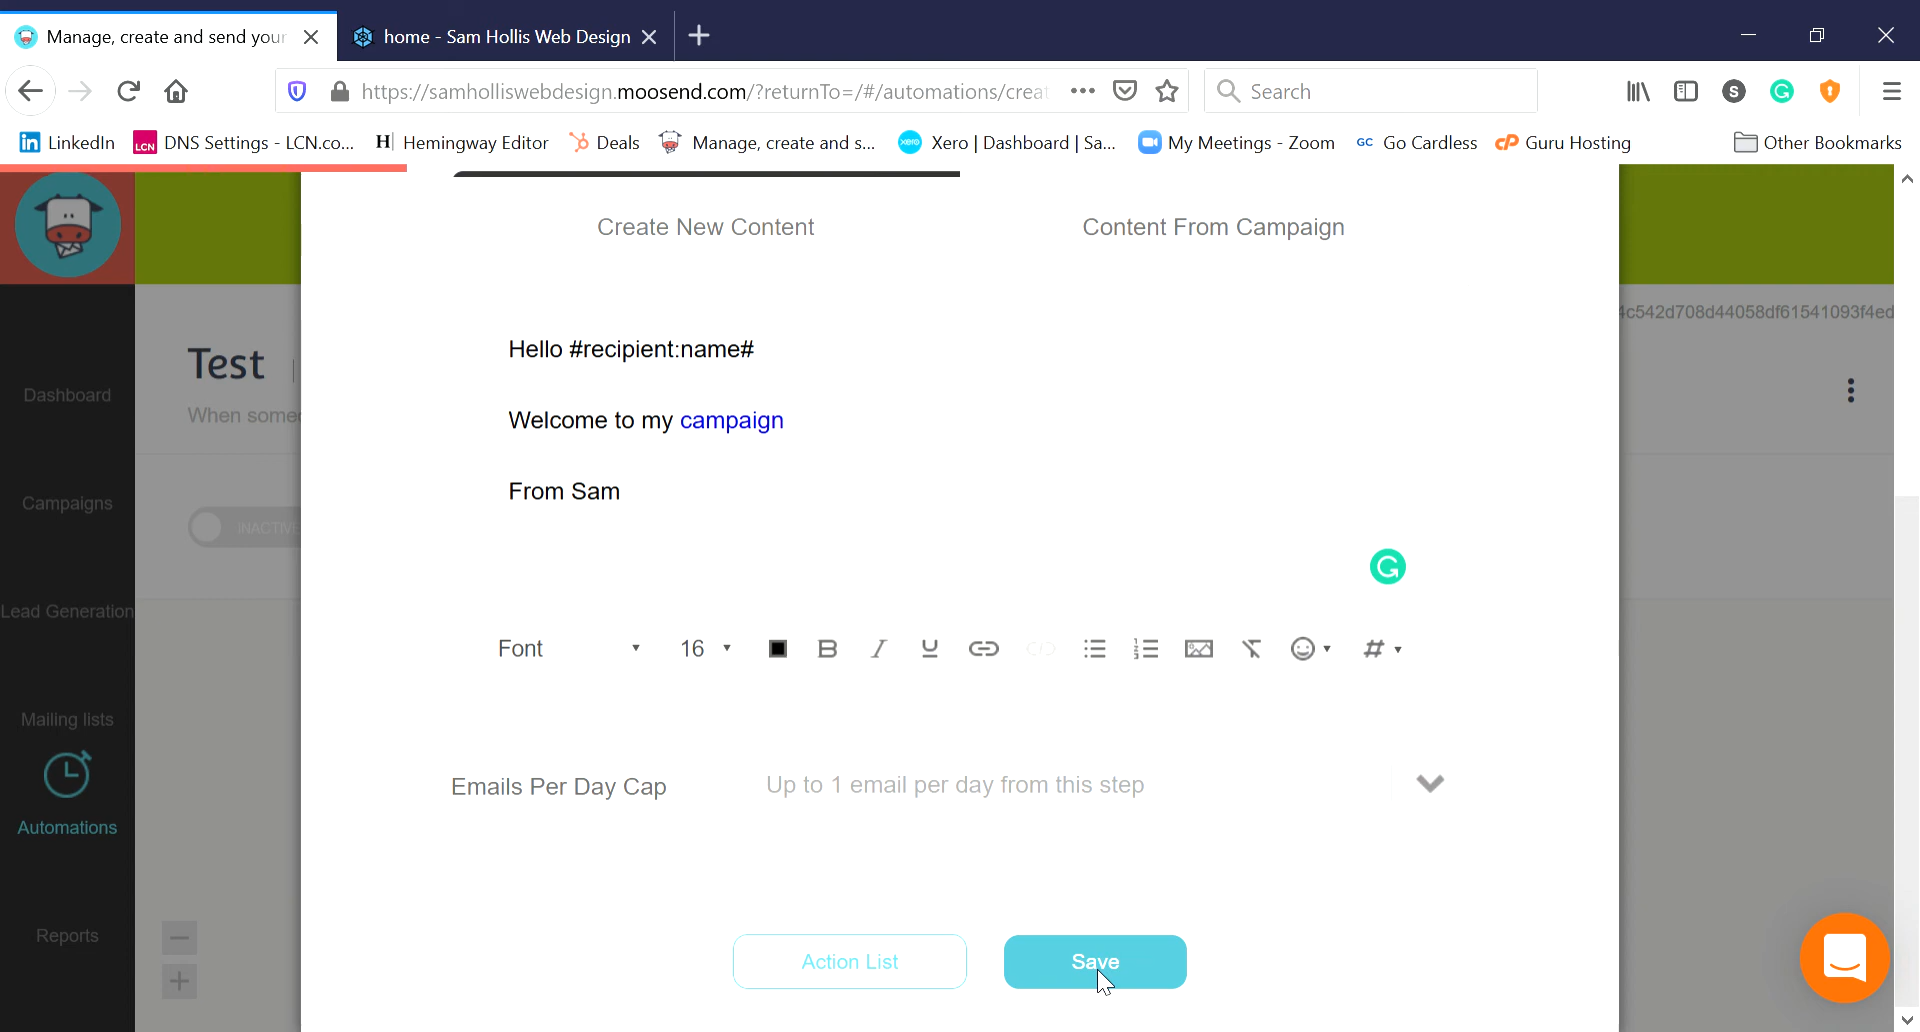 Manage, create and send your
home - Sam Hollis Web Design
https://samholliswebdesign.moosend.com/?returnTo=/#/automations/creat
Search
S
LinkedIn
LCN
DNS Settings - LCN.co...
H
Hemingway Editor
Deals
Manage, create and s...
xero
Xero | Dashboard | Sa...
My Meetings - Zoom
GC
Go Cardless
Guru Hosting
Other Bookmarks
Create New Content
Content From Campaign
4c542d708d44058df61541093f4ed
Test
When some
INACTIVE
Dashboard
Campaigns
Lead Generation
Mailing lists
Automations
Reports
Hello #recipient:name#
Welcome to my campaign
From Sam
Font
16
B
I
U
#
Emails Per Day Cap
Up to 1 email per day from this step
Action List
Save